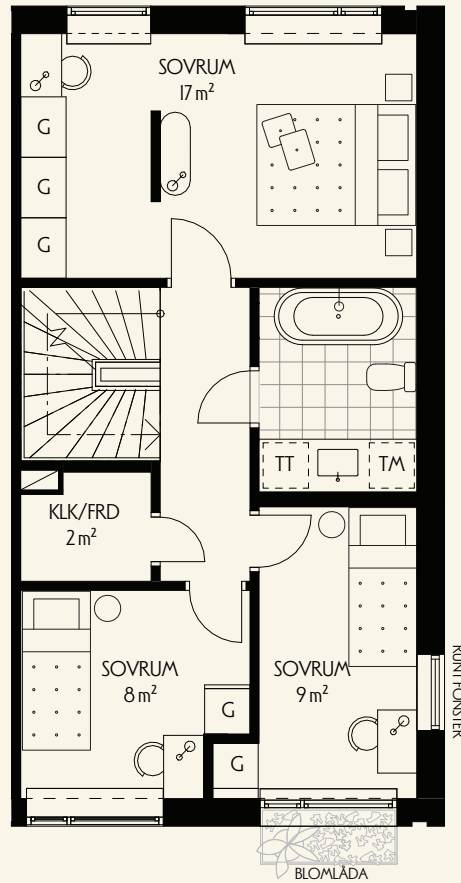 SOVRUM
17 m²
G
G
G
TT
TM
KLK/FRD
2 m²
SOVRUM
8 m²
SOVRUM
9 m²
G
G
RUNT FÖNSTER
BLOMLÅDA